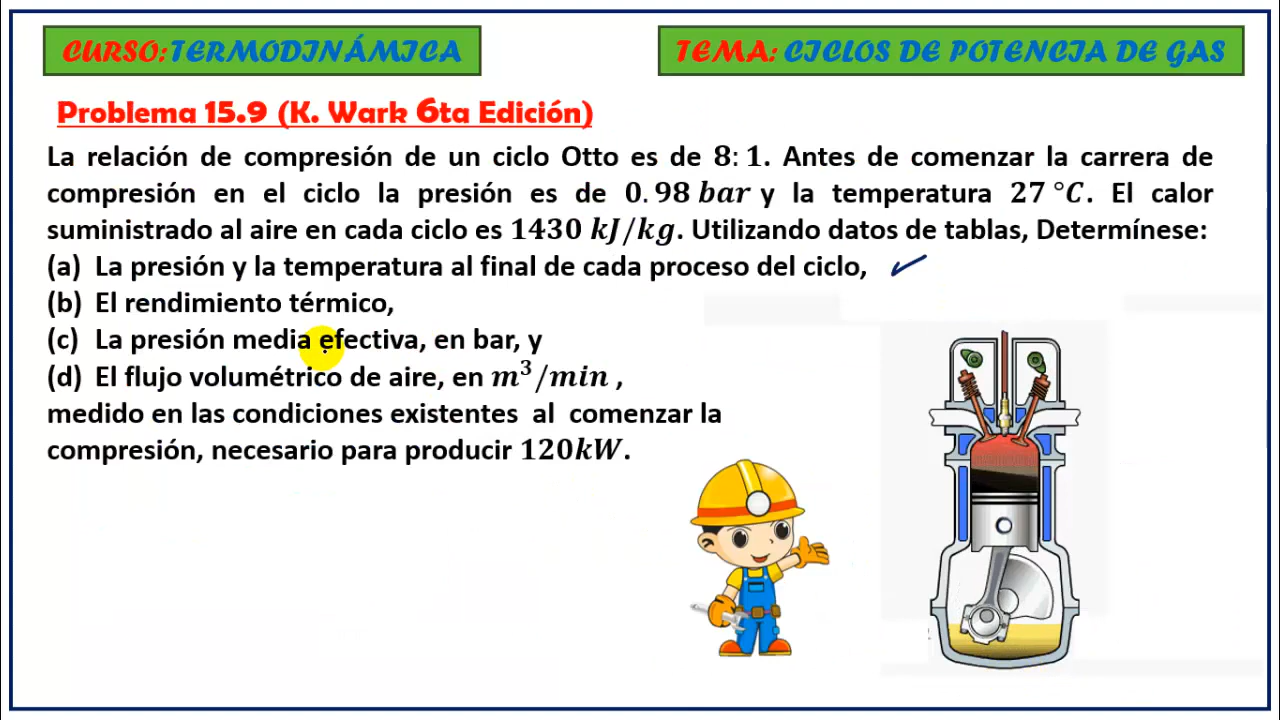 CURSO: TERMODINÁMICA
TEMA: CICLOS DE POTENCIA DE GAS
Problema 15.9 (K. Wark 6ta Edición)
La relación de compresión de un ciclo Otto es de 8: 1. Antes de comenzar la carrera de
compresión en el ciclo la presión es de 0.98 bar y la temperatura 27 °C. El calor
suministrado al aire en cada ciclo es 1430 kJ/kg. Utilizando datos de tablas, Determínese:
(a) La presión y la temperatura al final de cada proceso del ciclo,
(b) El rendimiento térmico,
(c) La presión media efectiva, en bar, y
(d) El flujo volumétrico de aire, en m³/min ,
medido en las condiciones existentes al comenzar la
compresión, necesario para producir 120kW.